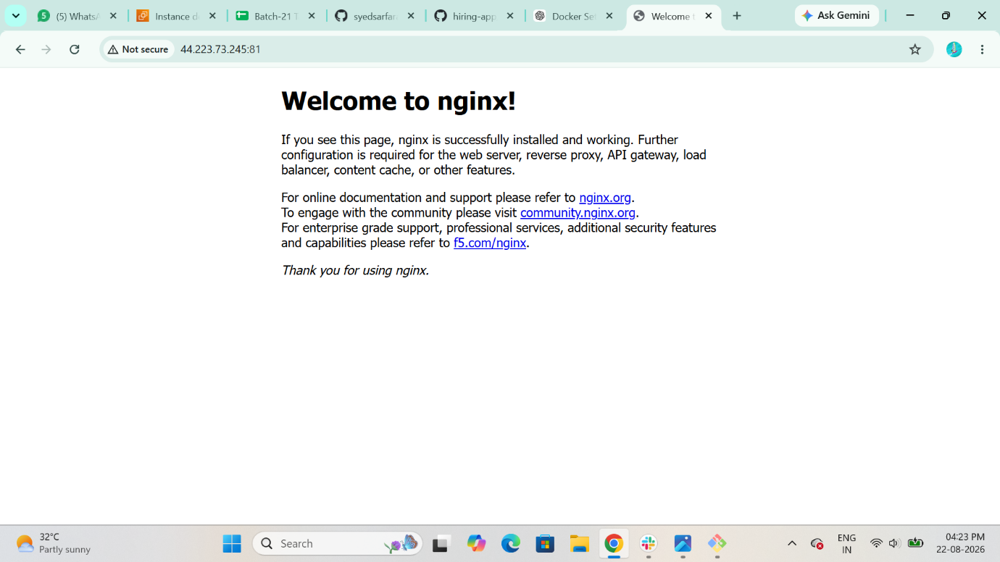 5
(5) WhatsA
Instance d
Batch-21 T
syedsarfara
hiring-app
Docker Set
Welcome t
Ask Gemini
Not secure
44.223.73.245:81
Welcome to nginx!
If you see this page, nginx is successfully installed and working. Further
configuration is required for the web server, reverse proxy, API gateway, load
balancer, content cache, or other features.
For online documentation and support please refer to nginx.org.
To engage with the community please visit community.nginx.org.
For enterprise grade support, professional services, additional security features
and capabilities please refer to f5.com/nginx.
Thank you for using nginx.
32°C
Partly sunny
Search
ENG
IN
04:23 PM
22-08-2026